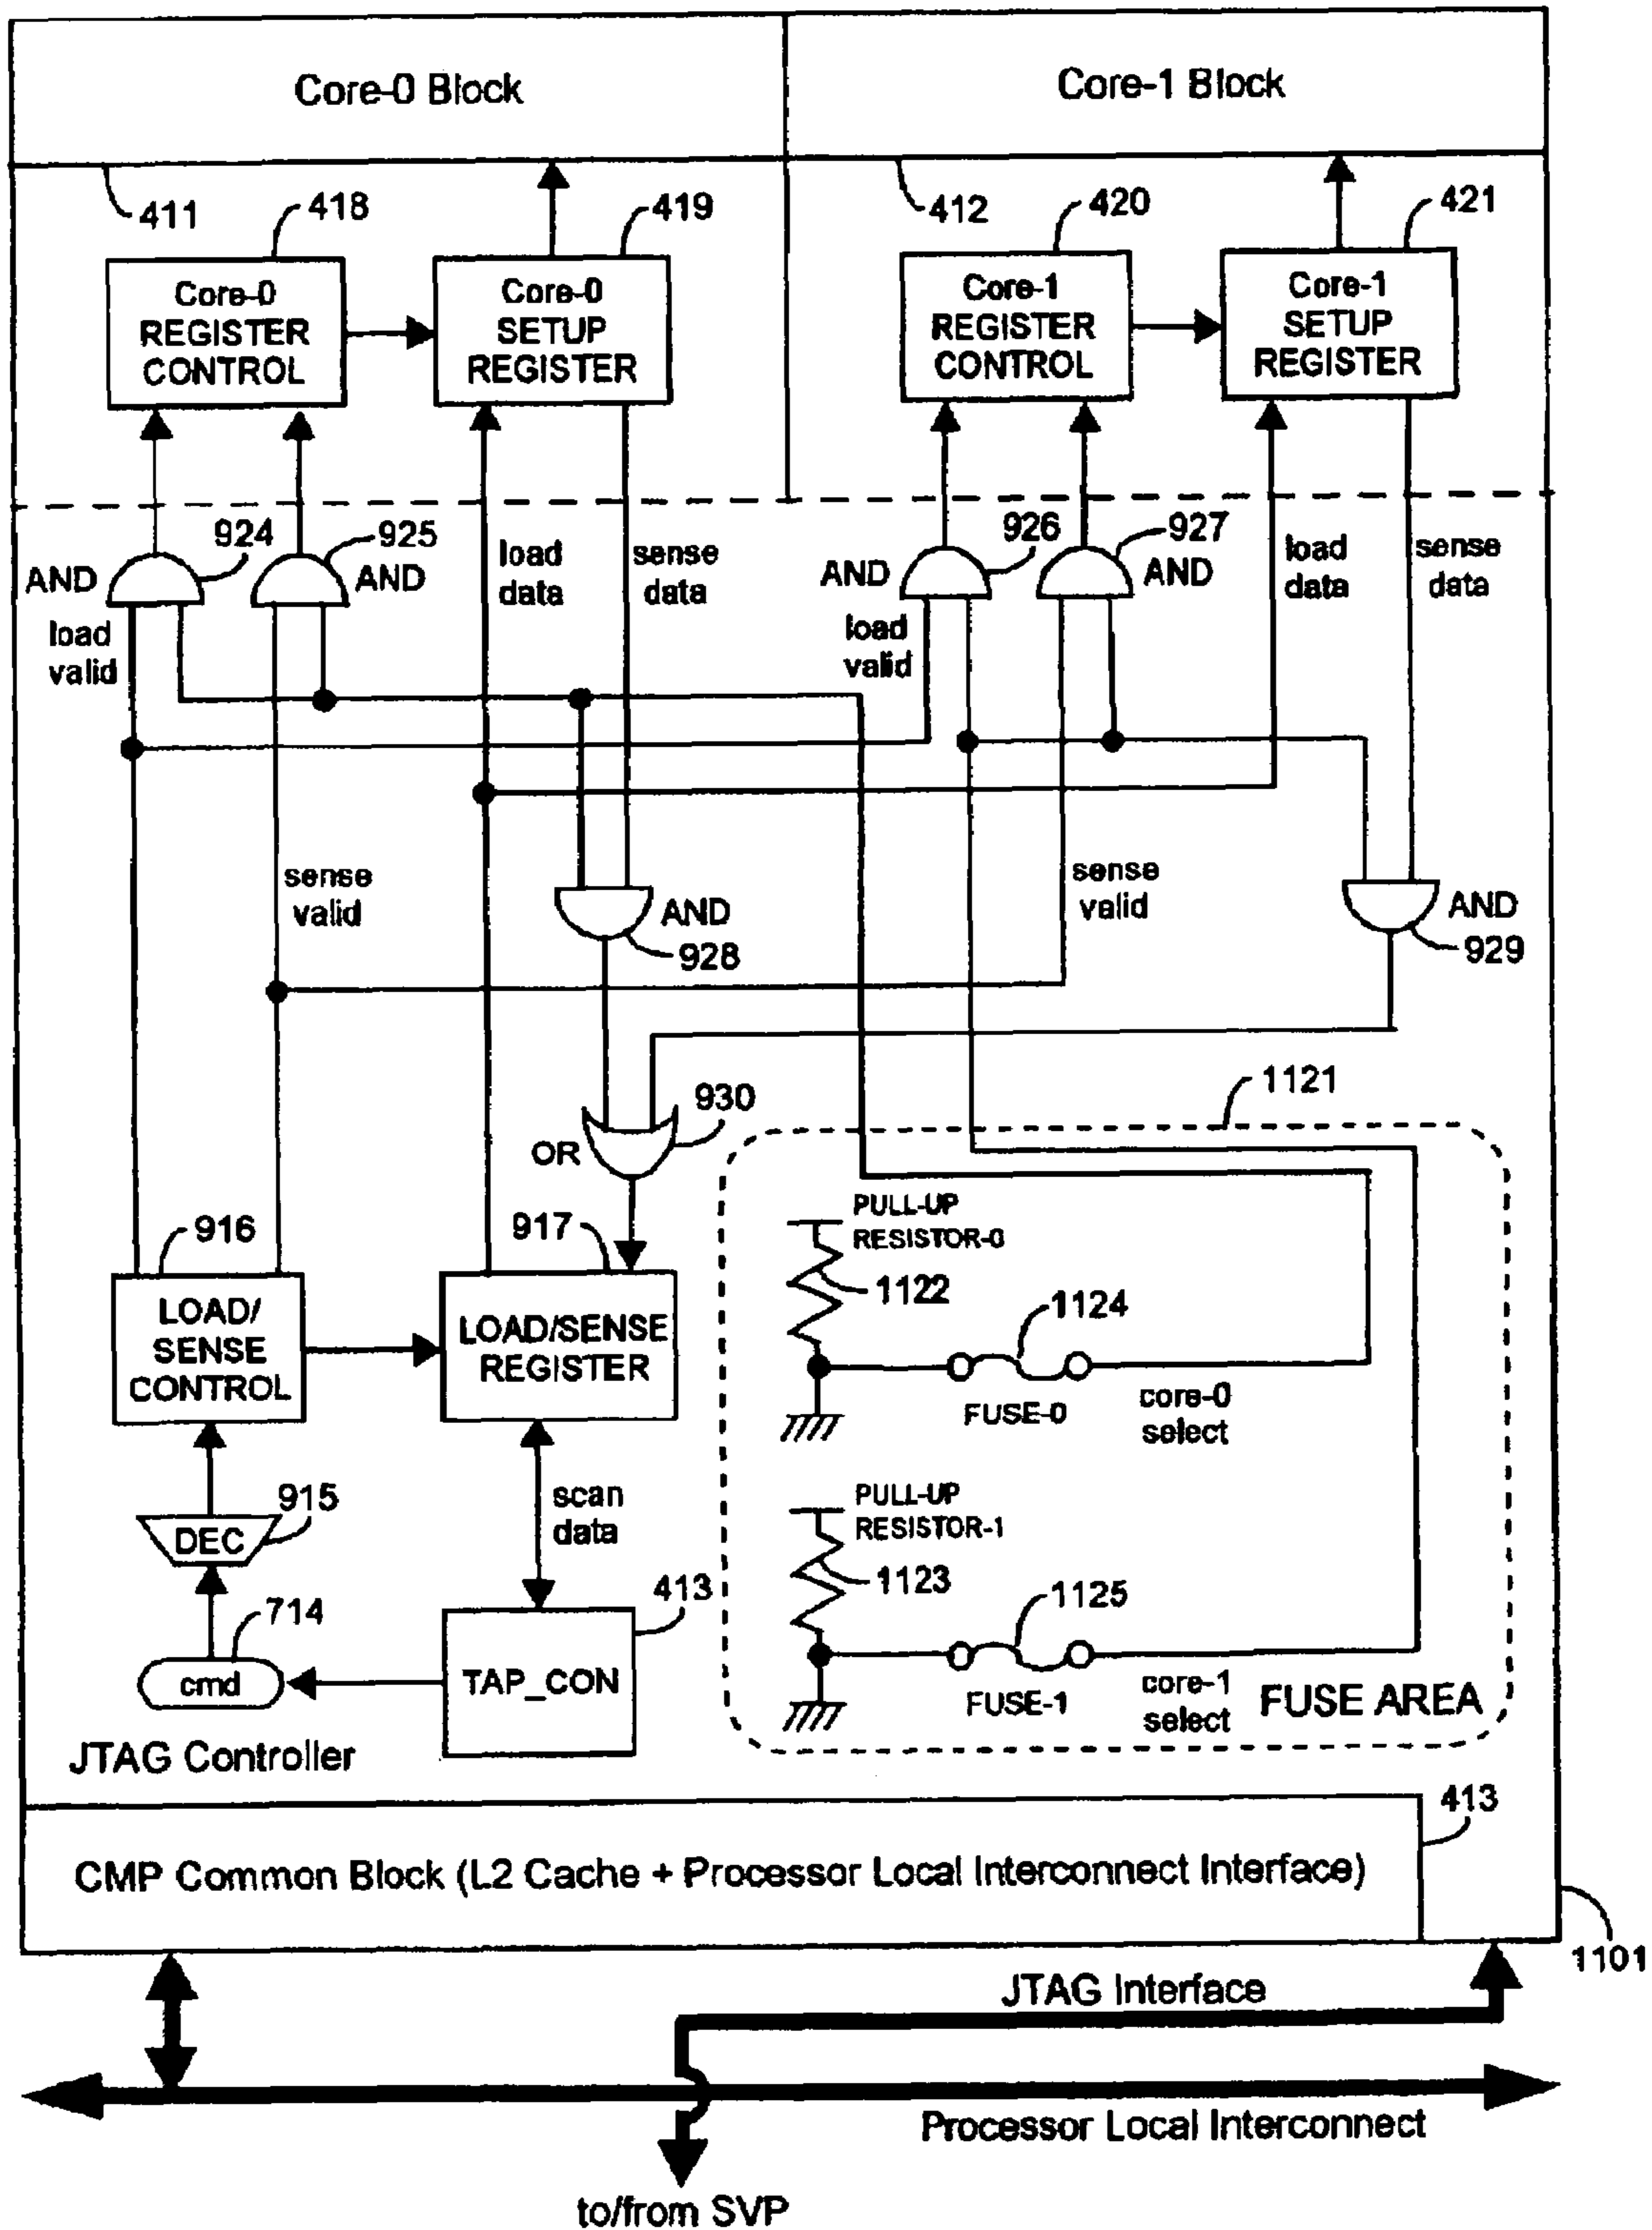 Core-0 Block
Core-1 Block
411
418
419
412
420
421
Core-0
REGISTER
CONTROL
Core-0
SETUP
REGISTER
Core-1
REGISTER
CONTROL
Core-1
SETUP
REGISTER
AND
924
925
AND
load
data
sense
data
AND
926
927
AND
load
data
sense
data
load
valid
load
valid
sense
valid
AND
928
sense
valid
AND
929
OR
930
1121
916
917
LOAD/
SENSE
CONTROL
LOAD/SENSE
REGISTER
PULL-UP
RESISTOR-0
1122
1124
FUSE-0
core-0
select
915
DEC
scan
data
PULL-UP
RESISTOR-1
1123
1125
FUSE-1
core-1
select
FUSE AREA
714
cmd
413
TAP_CON
JTAG Controller
413
CMP Common Block (L2 Cache + Processor Local Interconnect Interface)
1101
JTAG Interface
Processor Local Interconnect
to/from SVP